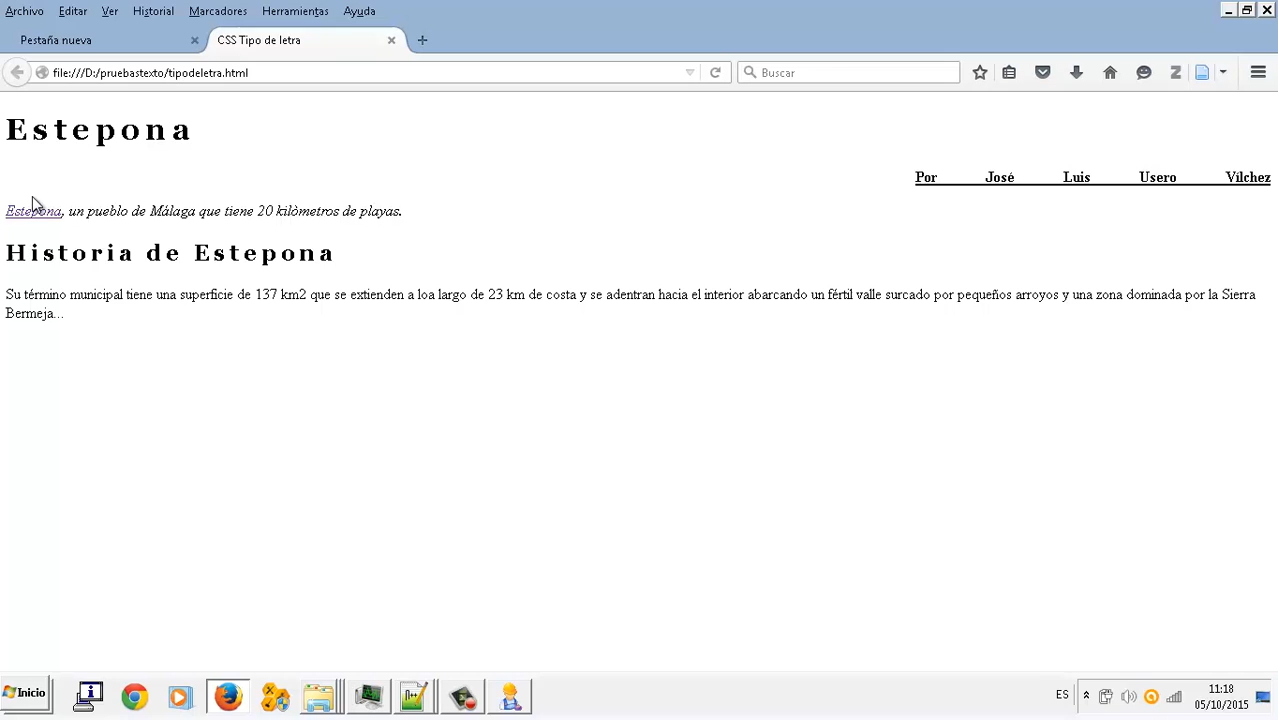 Archivo Editar Ver Historial Marcadores Herramientas Ayuda
Pestaña nueva CSS Tipo de letra
file:///D:/pruebastexto/tipodeletra.html Buscar
Estepona
Por José Luis Usero Vílchez
Estepona, un pueblo de Málaga que tiene 20 kilòmetros de playas.
Historia de Estepona
Su término municipal tiene una superficie de 137 km2 que se extienden a loa largo de 23 km de costa y se adentran hacia el interior abarcando un fértil valle surcado por pequeños arroyos y una zona dominada por la Sierra
Bermeja...
Inicio ES 11:18
05/10/2015